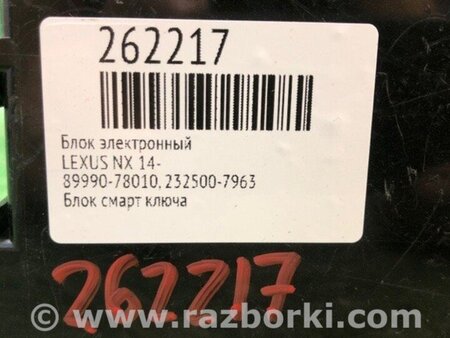 262217
Блок электронный
LEXUS NX 14-
89990-78010, 232500-7963
Блок смарт ключа
262217
© www.razborki.com